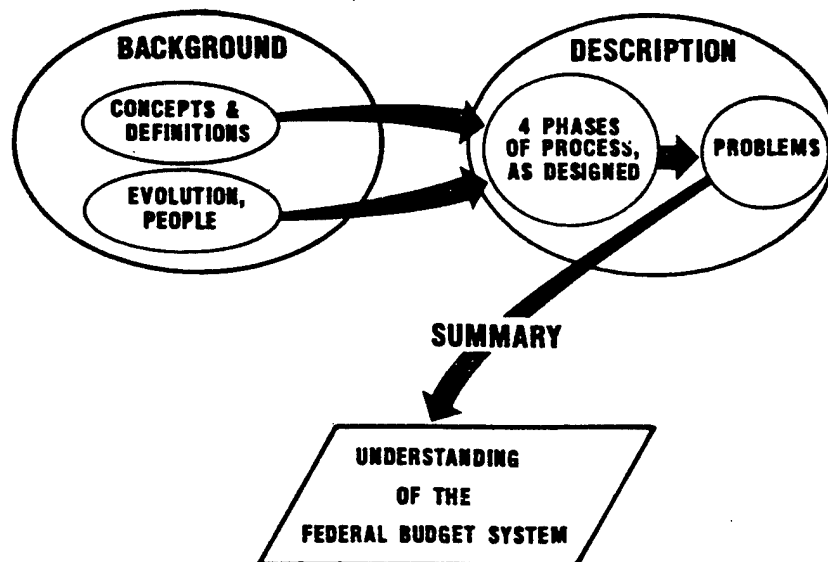 BACKGROUND
CONCEPTS &
DEFINITIONS
EVOLUTION,
PEOPLE
DESCRIPTION
4 PHASES
OF PROCESS,
AS DESIGNED
PROBLEMS
SUMMARY
UNDERSTANDING
OF THE
FEDERAL BUDGET SYSTEM